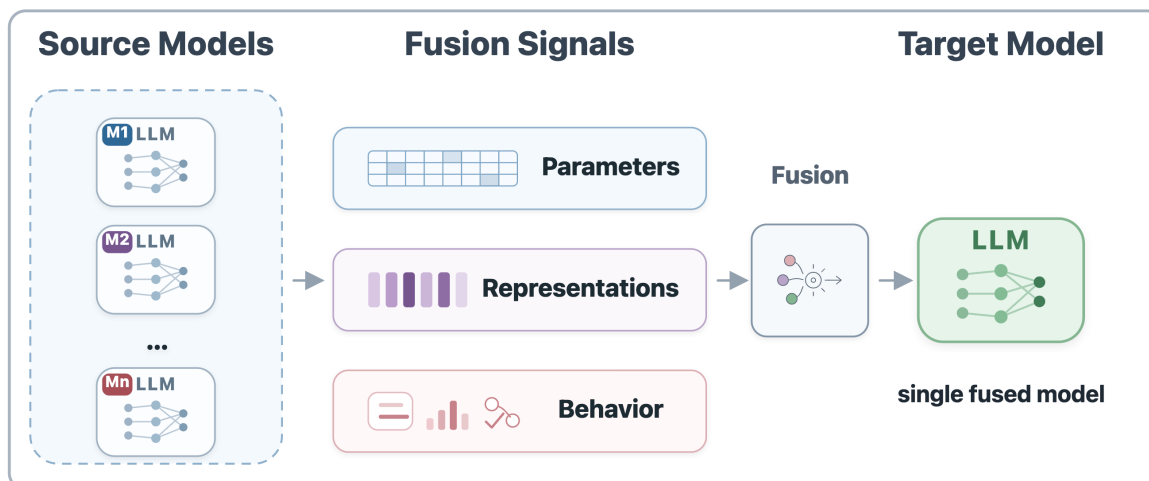 Source Models
Fusion Signals
Target Model
M1 LLM
M2 LLM
...
Mn LLM
Parameters
Representations
Behavior
Fusion
LLM
single fused model